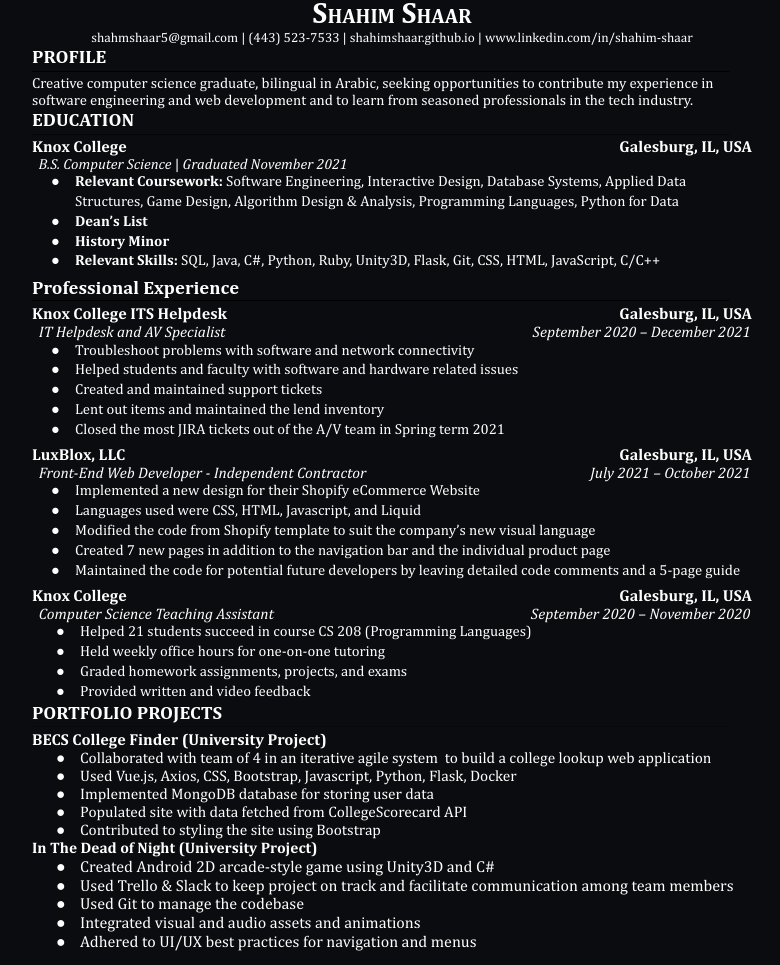 SHAHIM SHAAR
shahmshaar5@gmail.com | (443) 523-7533 | shahimshaar.github.io | www.linkedin.com/in/shahim-shaar
PROFILE
Creative computer science graduate, bilingual in Arabic, seeking opportunities to contribute my experience in
software engineering and web development and to learn from seasoned professionals in the tech industry.
EDUCATION
Knox College Galesburg, IL, USA
B.S. Computer Science | Graduated November 2021
● Relevant Coursework: Software Engineering, Interactive Design, Database Systems, Applied Data
Structures, Game Design, Algorithm Design & Analysis, Programming Languages, Python for Data
● Dean's List
● History Minor
● Relevant Skills: SQL, Java, C#, Python, Ruby, Unity3D, Flask, Git, CSS, HTML, JavaScript, C/C++
Professional Experience
Knox College ITS Helpdesk Galesburg, IL, USA
IT Helpdesk and AV Specialist September 2020 – December 2021
● Troubleshoot problems with software and network connectivity
● Helped students and faculty with software and hardware related issues
● Created and maintained support tickets
● Lent out items and maintained the lend inventory
● Closed the most JIRA tickets out of the A/V team in Spring term 2021
LuxBlox, LLC Galesburg, IL, USA
Front-End Web Developer - Independent Contractor July 2021 – October 2021
● Implemented a new design for their Shopify eCommerce Website
● Languages used were CSS, HTML, Javascript, and Liquid
● Modified the code from Shopify template to suit the company's new visual language
● Created 7 new pages in addition to the navigation bar and the individual product page
● Maintained the code for potential future developers by leaving detailed code comments and a 5-page guide
Knox College Galesburg, IL, USA
Computer Science Teaching Assistant September 2020 – November 2020
● Helped 21 students succeed in course CS 208 (Programming Languages)
● Held weekly office hours for one-on-one tutoring
● Graded homework assignments, projects, and exams
● Provided written and video feedback
PORTFOLIO PROJECTS
BECS College Finder (University Project)
● Collaborated with team of 4 in an iterative agile system  to build a college lookup web application
● Used Vue.js, Axios, CSS, Bootstrap, Javascript, Python, Flask, Docker
● Implemented MongoDB database for storing user data
● Populated site with data fetched from CollegeScorecard API
● Contributed to styling the site using Bootstrap
In The Dead of Night (University Project)
● Created Android 2D arcade-style game using Unity3D and C#
● Used Trello & Slack to keep project on track and facilitate communication among team members
● Used Git to manage the codebase
● Integrated visual and audio assets and animations
● Adhered to UI/UX best practices for navigation and menus